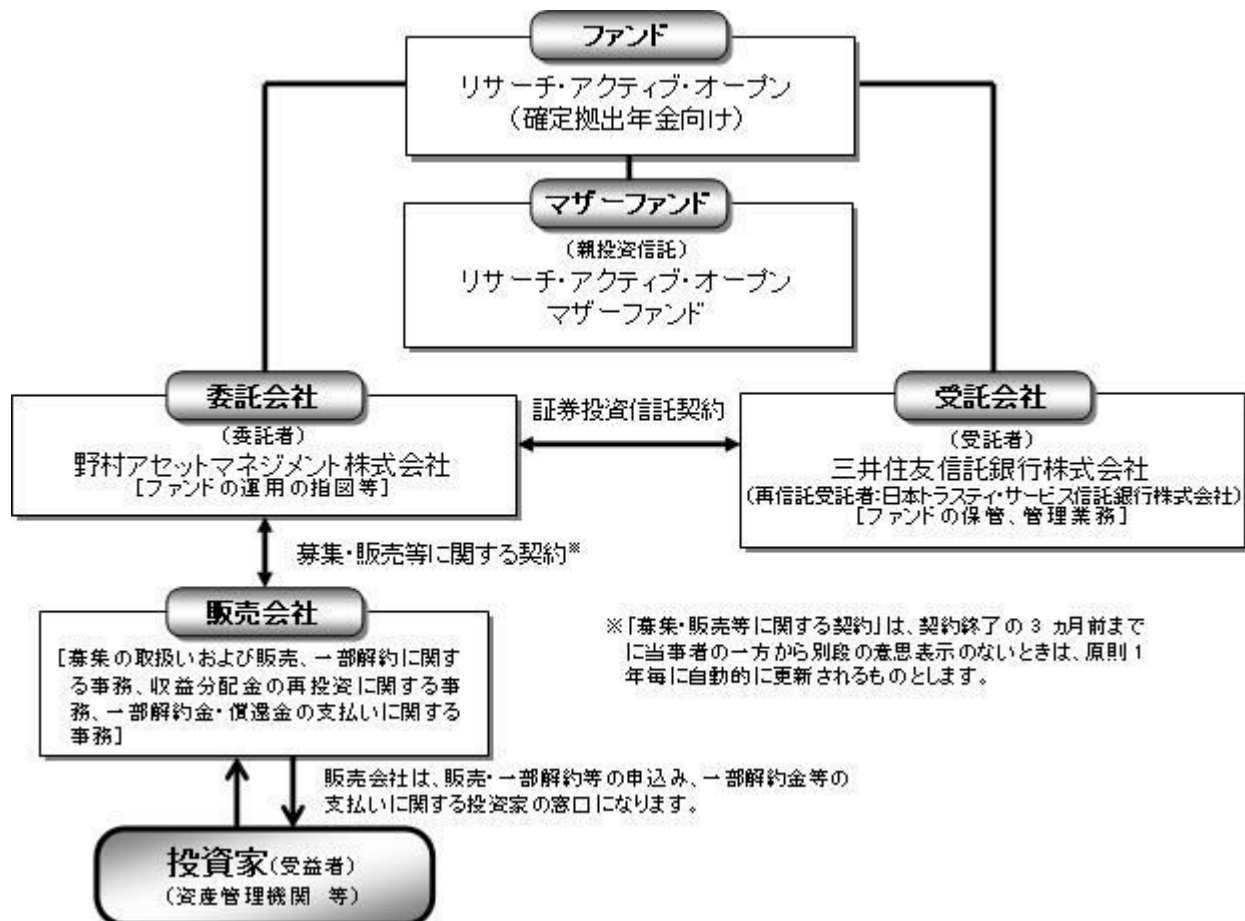 ファンド
リサーチ・アクティブ・オープン
(確定拠出年金向け)
マザーファンド
(親投資信託)
リサーチ・アクティブ・オープン
マザーファンド
委託会社
(委託者)
野村アセットマネジメント株式会社
[ファンドの運用の指図等]
証券投資信託契約
受託会社
(受託者)
三井住友信託銀行株式会社
(再信託受託者:日本トラスティ・サービス信託銀行株式会社)
[ファンドの保管、管理業務]
募集・販売等に関する契約※
販売会社
[募集の取扱いおよび販売、一部解約に関す
る事務、収益分配金の再投資に関する事
務、一部解約金・償還金の支払いに関する
事務]
※「募集・販売等に関する契約」は、契約終了の3ヵ月前まで
に当事者の一方から別段の意思表示のないときは、原則1
年毎に自動的に更新されるものとします。
販売会社は、販売・一部解約等の申込み、一部解約金等の
支払いに関する投資家の窓口になります。
投資家(受益者)
(資産管理機関 等)